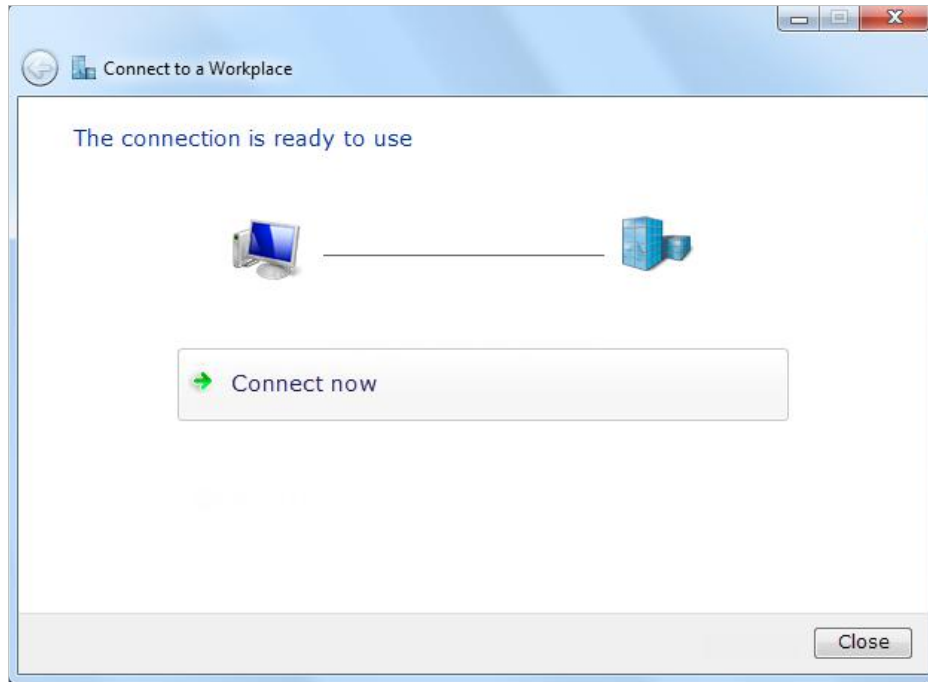 Connect to a Workplace
The connection is ready to use
Connect now
Close